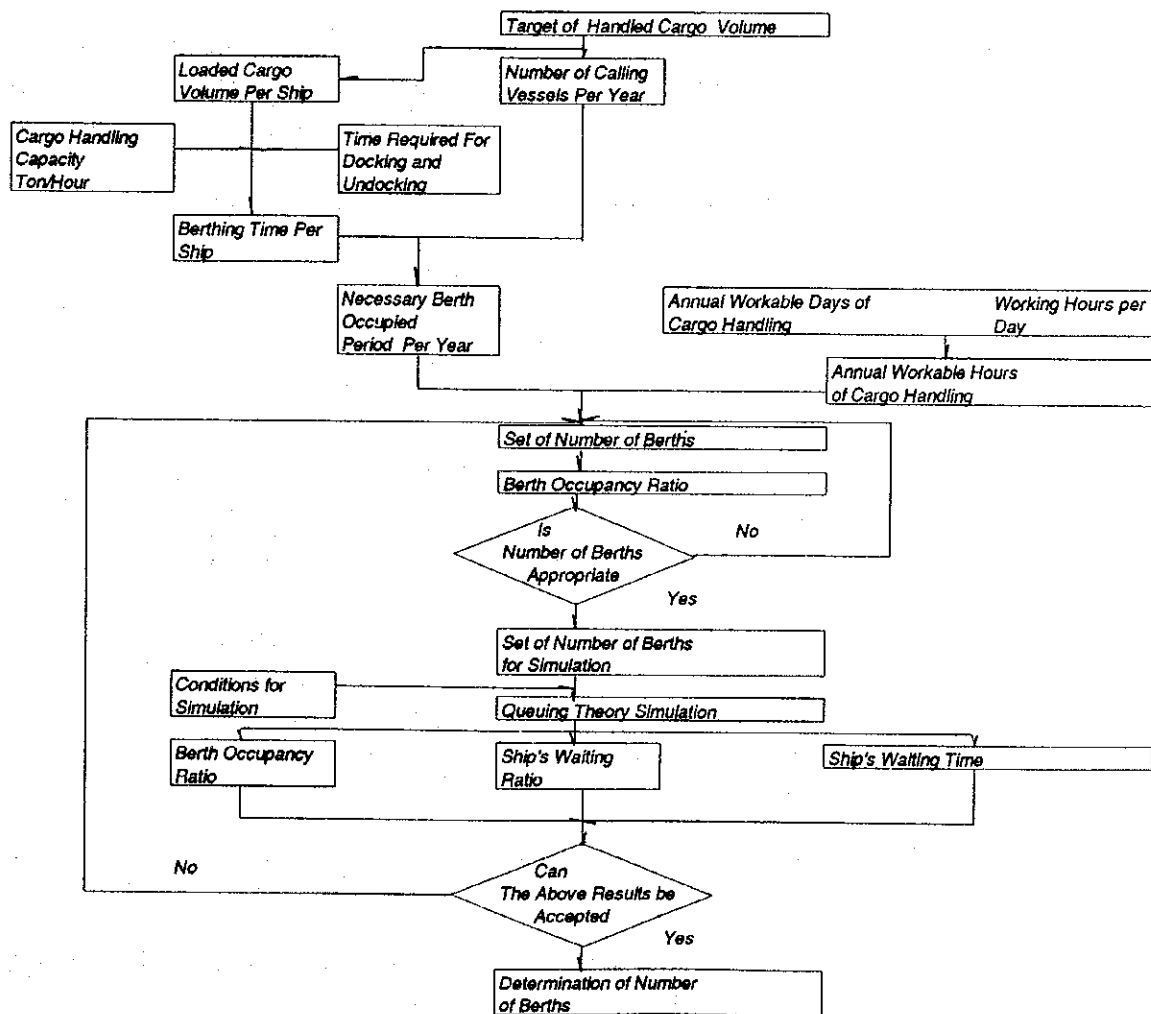 Target of Handled Cargo Volume
Loaded Cargo
Volume Per Ship
Number of Calling
Vessels Per Year
Cargo Handling
Capacity
Ton/Hour
Time Required For
Docking and
Undocking
Berthing Time Per
Ship
Necessary Berth
Occupied
Period Per Year
Annual Workable Days of
Cargo Handling
Working Hours per
Day
Annual Workable Hours
of Cargo Handling
Set of Number of Berths
Berth Occupancy Ratio
Is
Number of Berths
Appropriate
No
Yes
Set of Number of Berths
for Simulation
Conditions for
Simulation
Queuing Theory Simulation
Berth Occupancy
Ratio
Ship's Waiting
Ratio
Ship's Waiting Time
No
Can
The Above Results be
Accepted
Yes
Determination of Number
of Berths